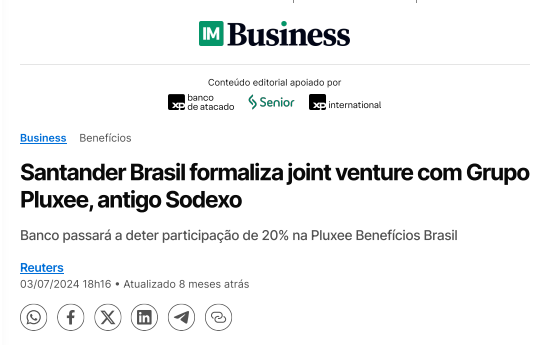 IM Business
Conteúdo editorial apoiado por
xp banco de atacado Senior xp international
Business Benefícios
Santander Brasil formaliza joint venture com Grupo
Pluxee, antigo Sodexo
Banco passará a deter participação de 20% na Pluxee Benefícios Brasil
Reuters
03/07/2024 18h16 • Atualizado 8 meses atrás